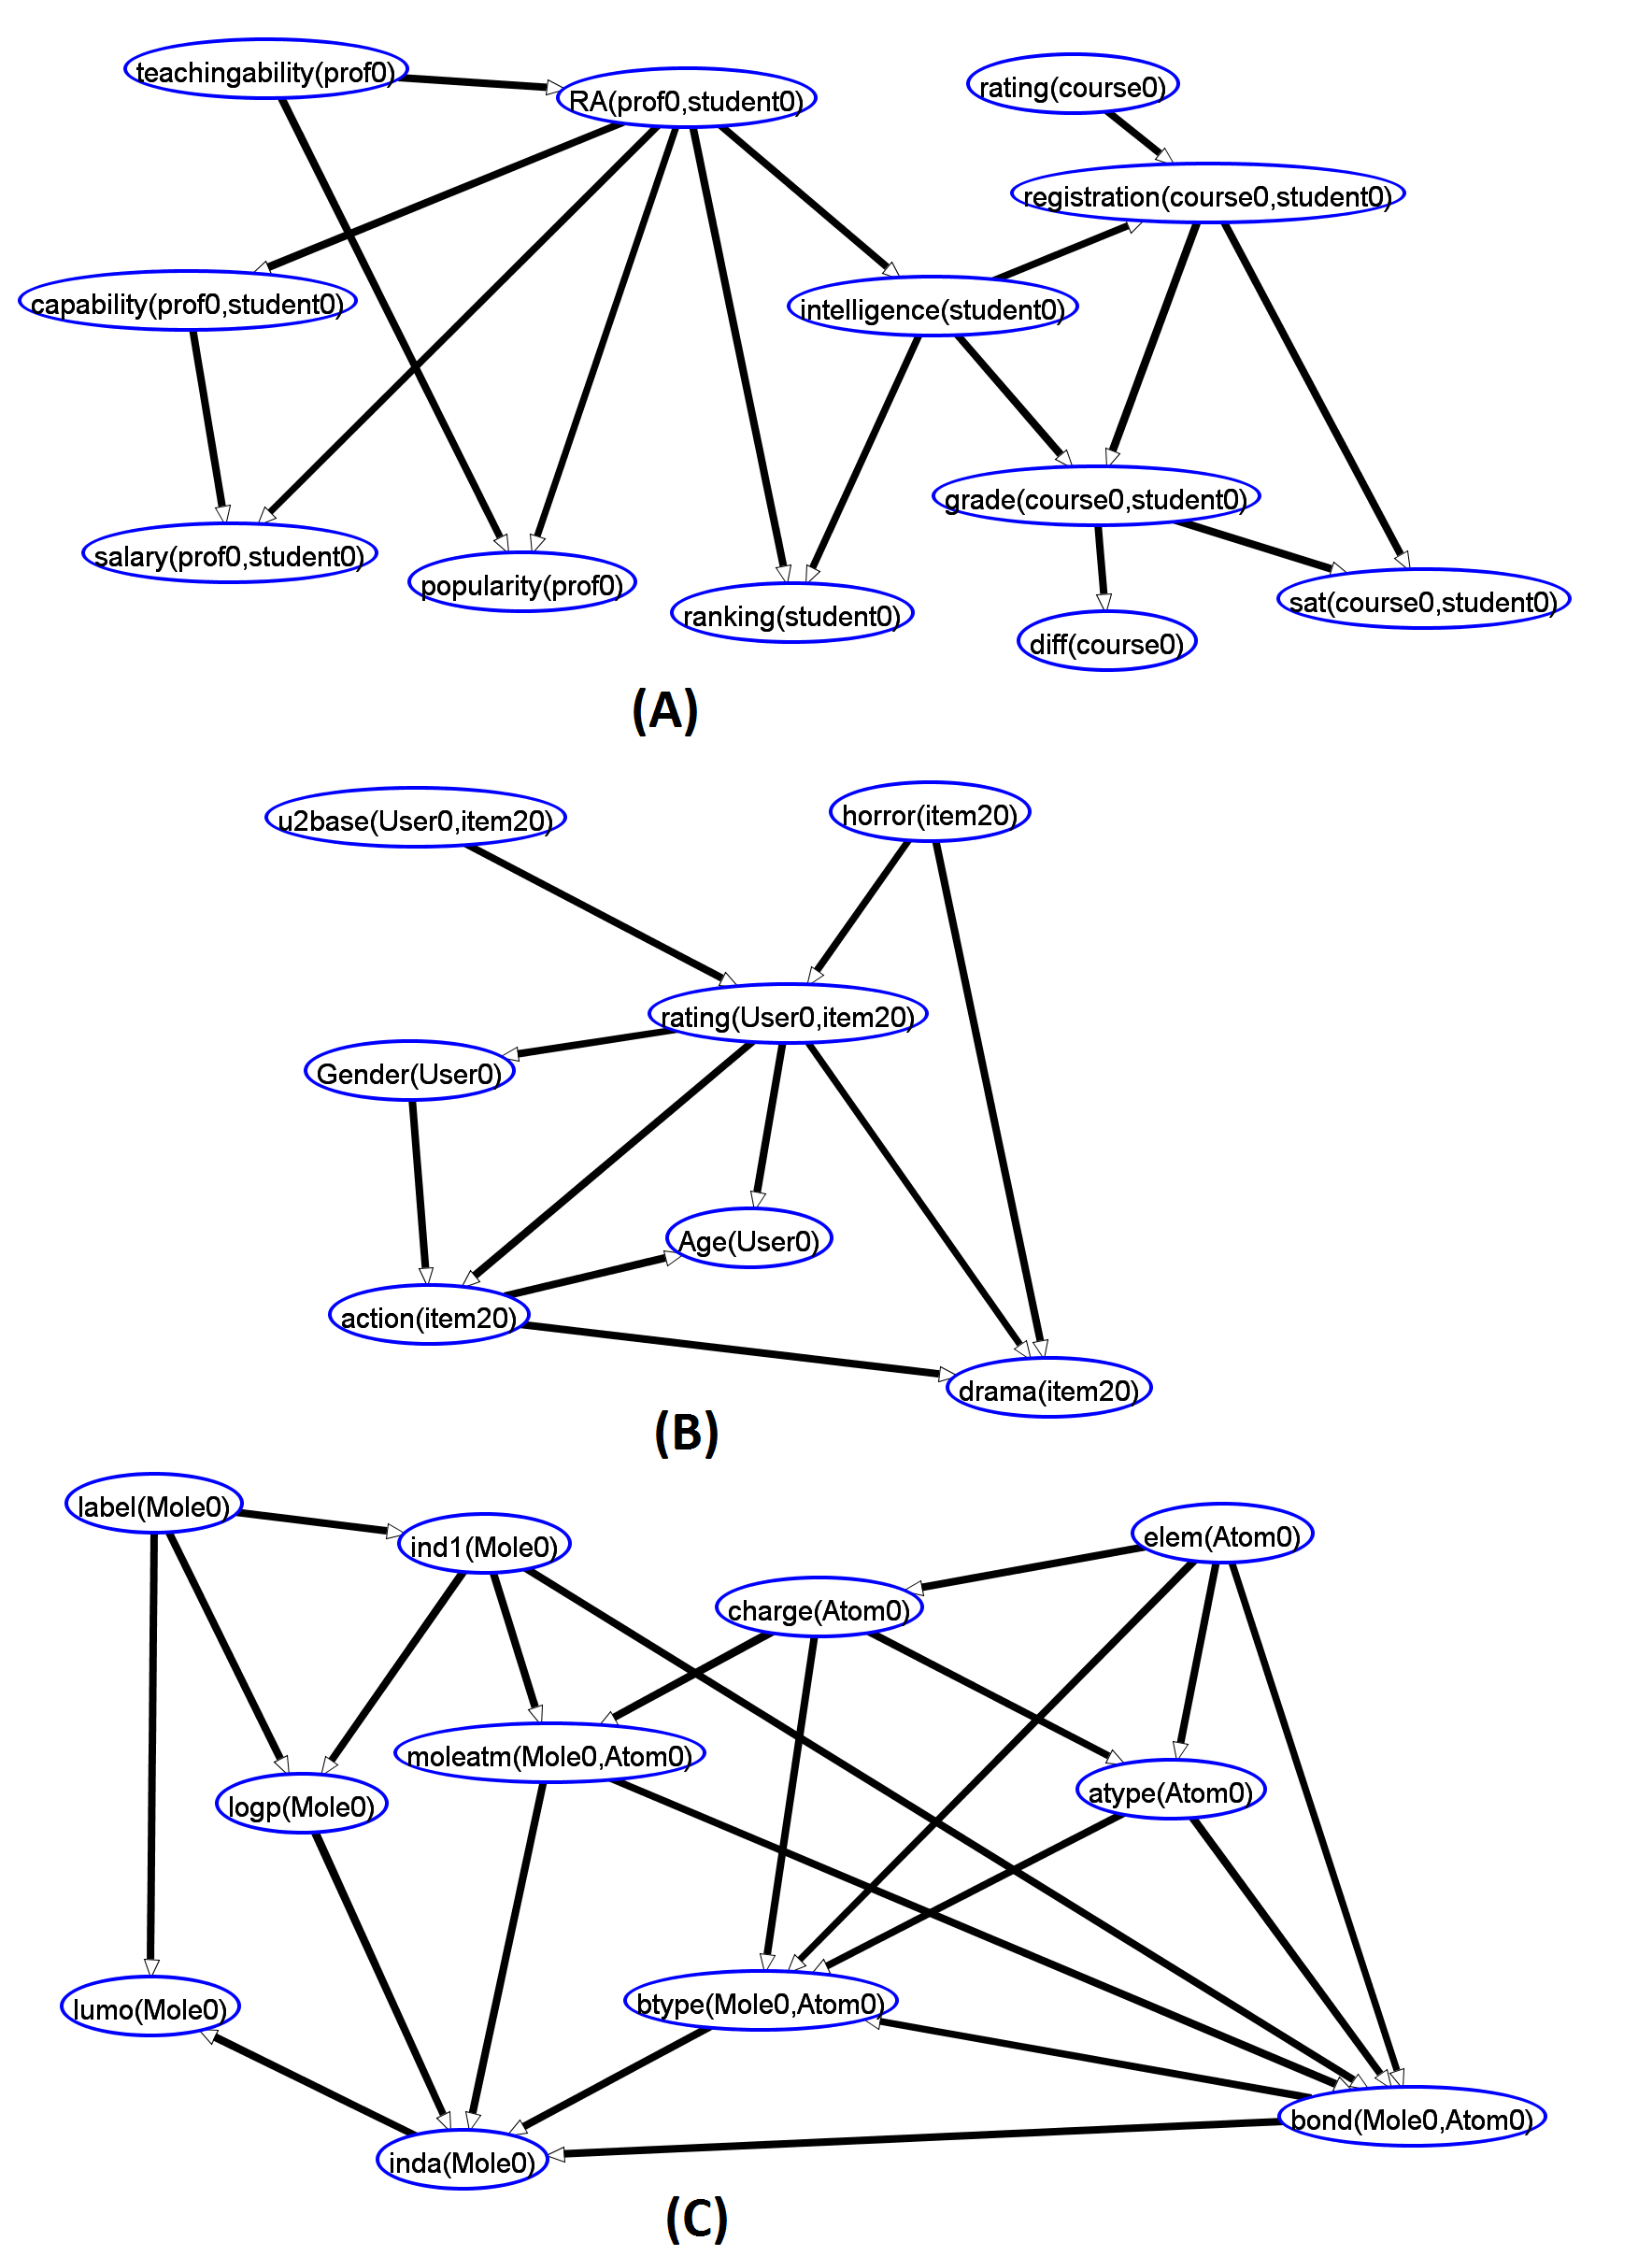 teachingability(prof0)
RA(prof0,student0)
rating(course0)
registration(course0,student0)
capability(prof0,student0)
intelligence(student0)
grade(course0,student0)
salary(prof0,student0)
popularity(prof0)
ranking(student0)
sat(course0,student0)
diff(course0)
(A)
u2base(User0,item20)
horror(item20)
rating(User0,item20)
Gender(User0)
Age(User0)
action(item20)
drama(item20)
(B)
label(Mole0)
ind1(Mole0)
elem(Atom0)
charge(Atom0)
moleatm(Mole0,Atom0)
logp(Mole0)
atype(Atom0)
lumo(Mole0)
btype(Mole0,Atom0)
bond(Mole0,Atom0)
inda(Mole0)
(C)